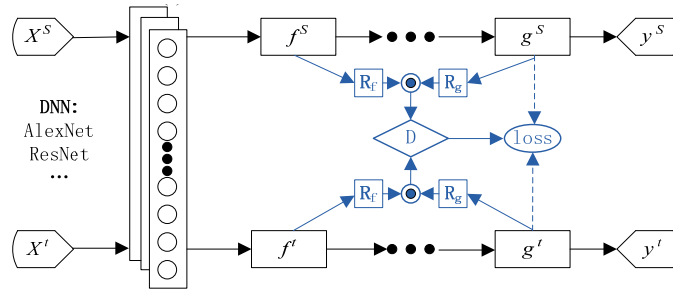 X^S f^S g^S y^S
R_f R_g
DNN:
AlexNet
ResNet
...
D loss
R_f R_g
X^t f^t g^t y^t